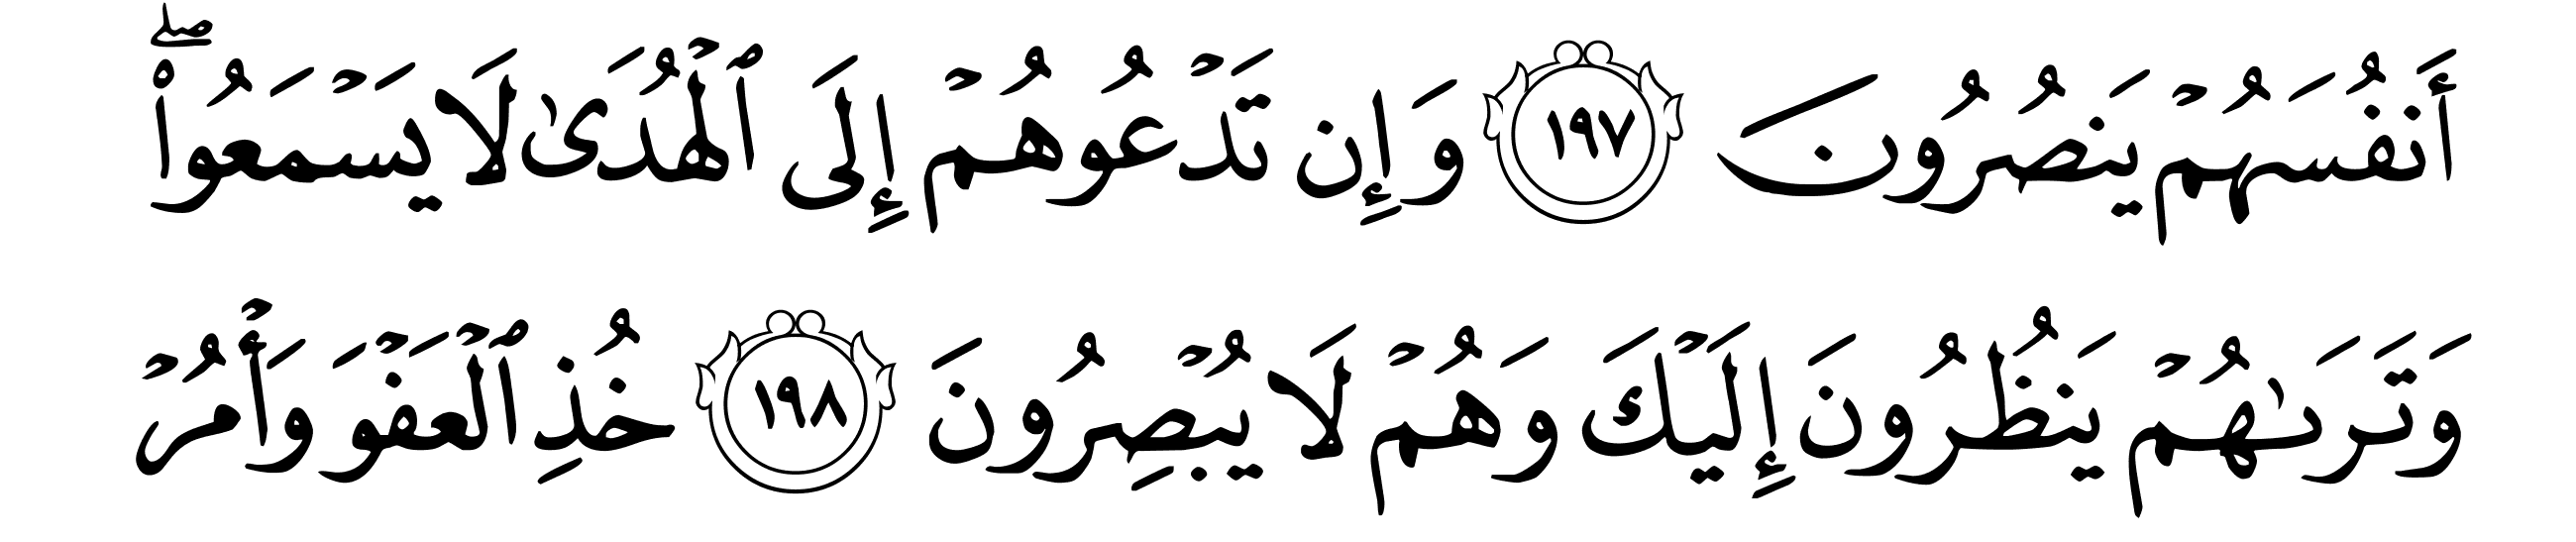 أَنفُسَهُمْ يَنصُرُونَ ١٩٧ وَإِن تَدْعُوهُمْ إِلَى ٱلْهُدَىٰ لَا يَسْمَعُوا۟ ۖ
وَتَرَىٰهُمْ يَنظُرُونَ إِلَيْكَ وَهُمْ لَا يُبْصِرُونَ ١٩٨ خُذِ ٱلْعَفْوَ وَأْمُرْ